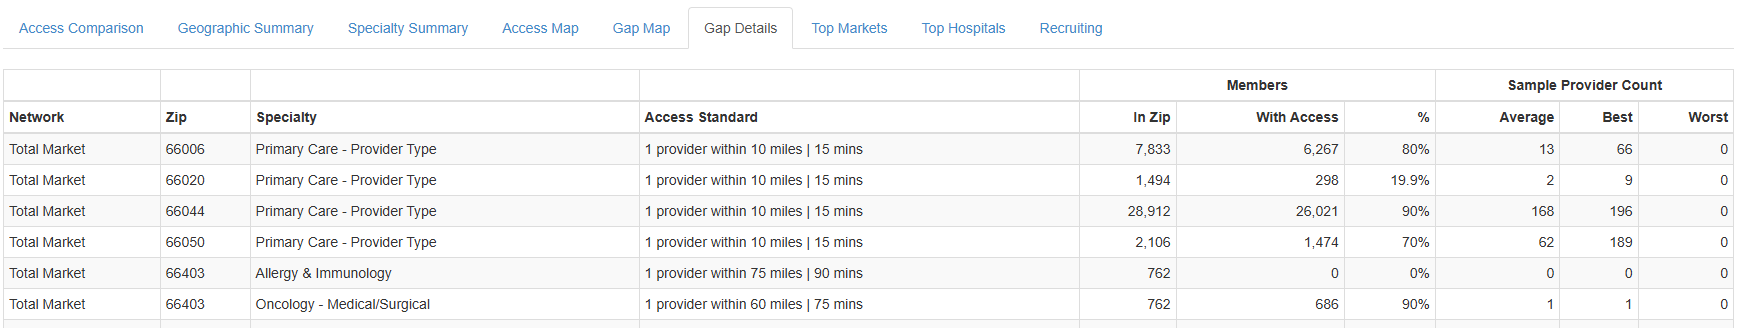 Access Comparison Geographic Summary Specialty Summary Access Map Gap Map Gap Details Top Markets Top Hospitals Recruiting
Members Sample Provider Count
Network Zip Specialty Access Standard In Zip With Access % Average Best Worst
Total Market 66006 Primary Care - Provider Type 1 provider within 10 miles | 15 mins 7,833 6,267 80% 13 66 0
Total Market 66020 Primary Care - Provider Type 1 provider within 10 miles | 15 mins 1,494 298 19.9% 2 9 0
Total Market 66044 Primary Care - Provider Type 1 provider within 10 miles | 15 mins 28,912 26,021 90% 168 196 0
Total Market 66050 Primary Care - Provider Type 1 provider within 10 miles | 15 mins 2,106 1,474 70% 62 189 0
Total Market 66403 Allergy & Immunology 1 provider within 75 miles | 90 mins 762 0 0% 0 0 0
Total Market 66403 Oncology - Medical/Surgical 1 provider within 60 miles | 75 mins 762 686 90% 1 1 0